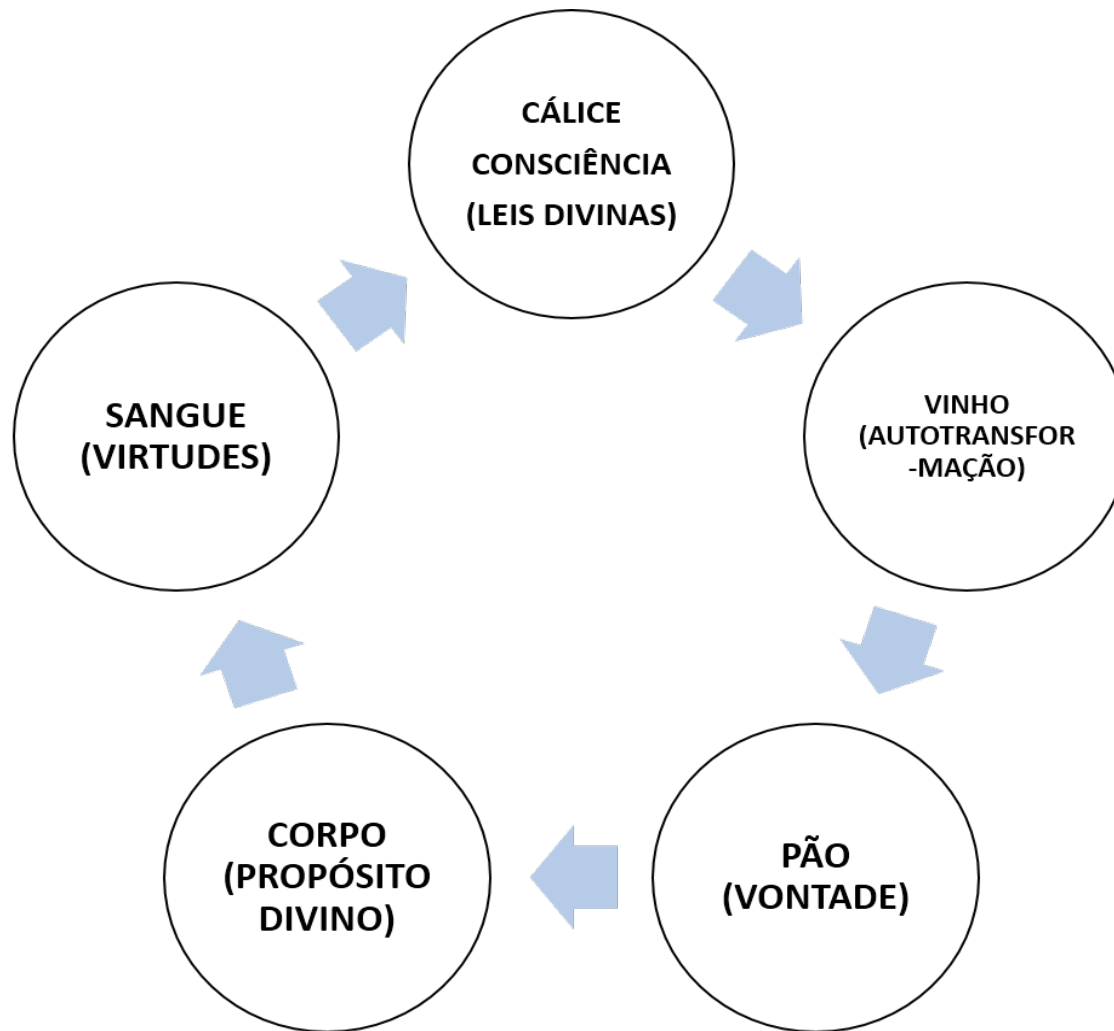 CÁLICE
CONSCIÊNCIA
(LEIS DIVINAS)
VINHO
(AUTOTRANSFOR
-MAÇÃO)
PÃO
(VONTADE)
CORPO
(PROPÓSITO
DIVINO)
SANGUE
(VIRTUDES)